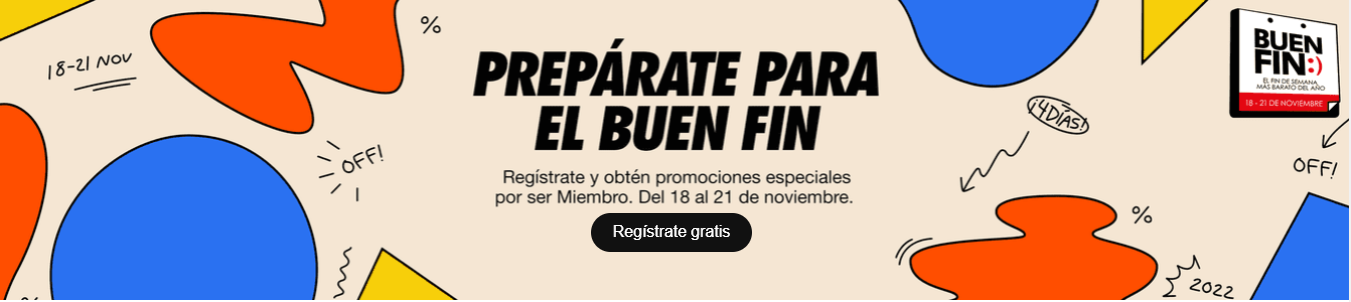 18-21 NOV
%
OFF!
PREPÁRATE PARA
EL BUEN FIN
Regístrate y obtén promociones especiales
por ser Miembro. Del 18 al 21 de noviembre.
Regístrate gratis
¡4DÍAS!
%
2022
BUEN
FIN:)
EL FIN DE SEMANA
MÁS BARATO DEL AÑO
18 - 21 DE NOVIEMBRE
OFF!
%